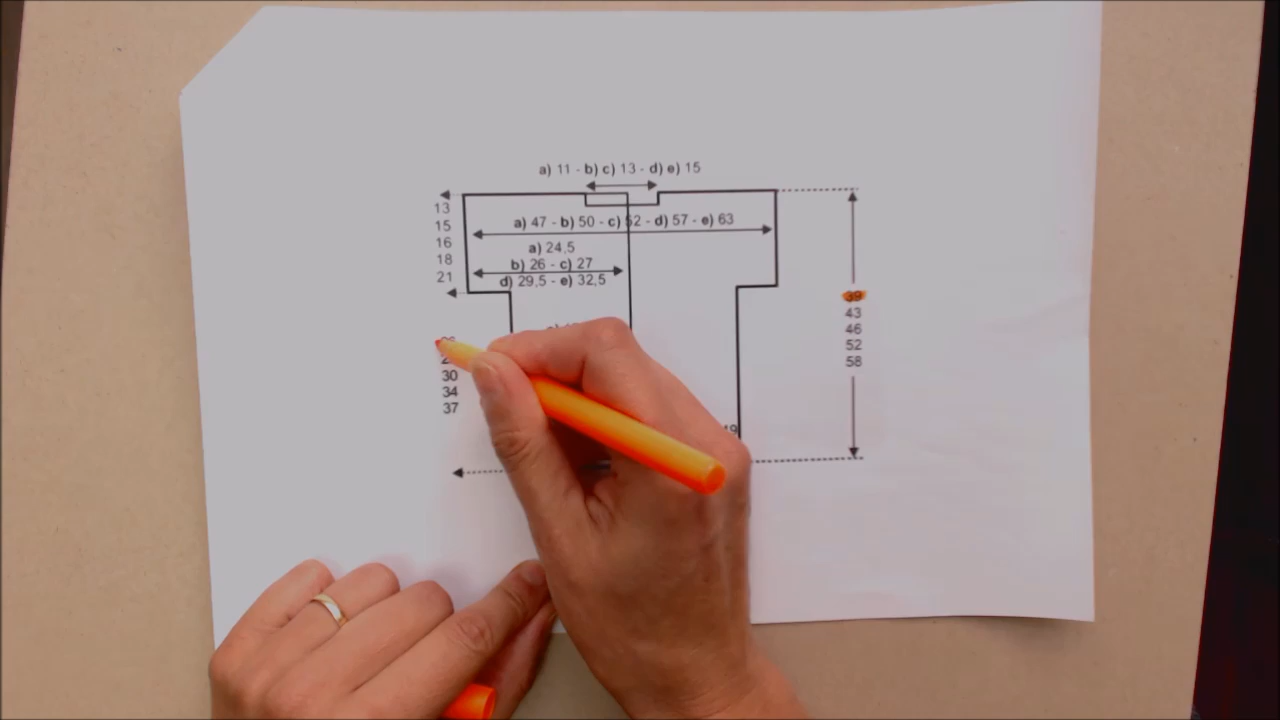 a) 11 - b) c) 13 - d) e) 15
13
15
16
18
21
a) 47 - b) 50 - c) 52 - d) 57 - e) 63
a) 24,5
b) 26 - c) 27
d) 29,5 - e) 32,5
39
43
46
52
58
30
34
37